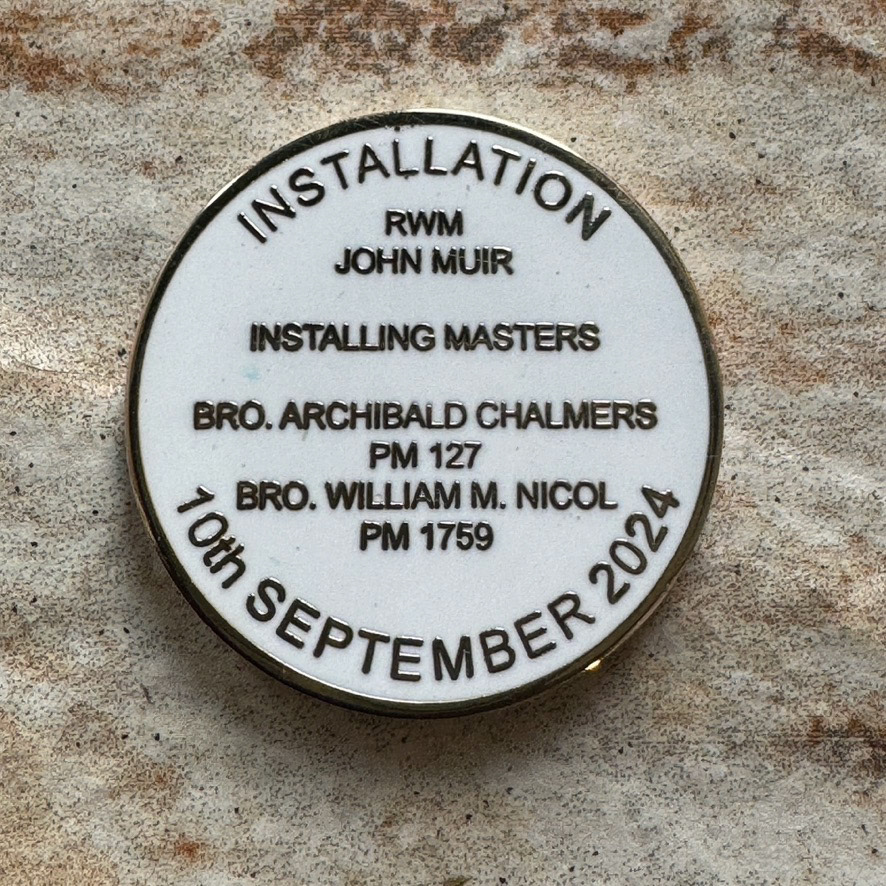 INSTALLATION
RWM
JOHN MUIR
INSTALLING MASTERS
BRO. ARCHIBALD CHALMERS
PM 127
BRO. WILLIAM M. NICOL
PM 1759
10th SEPTEMBER 2024